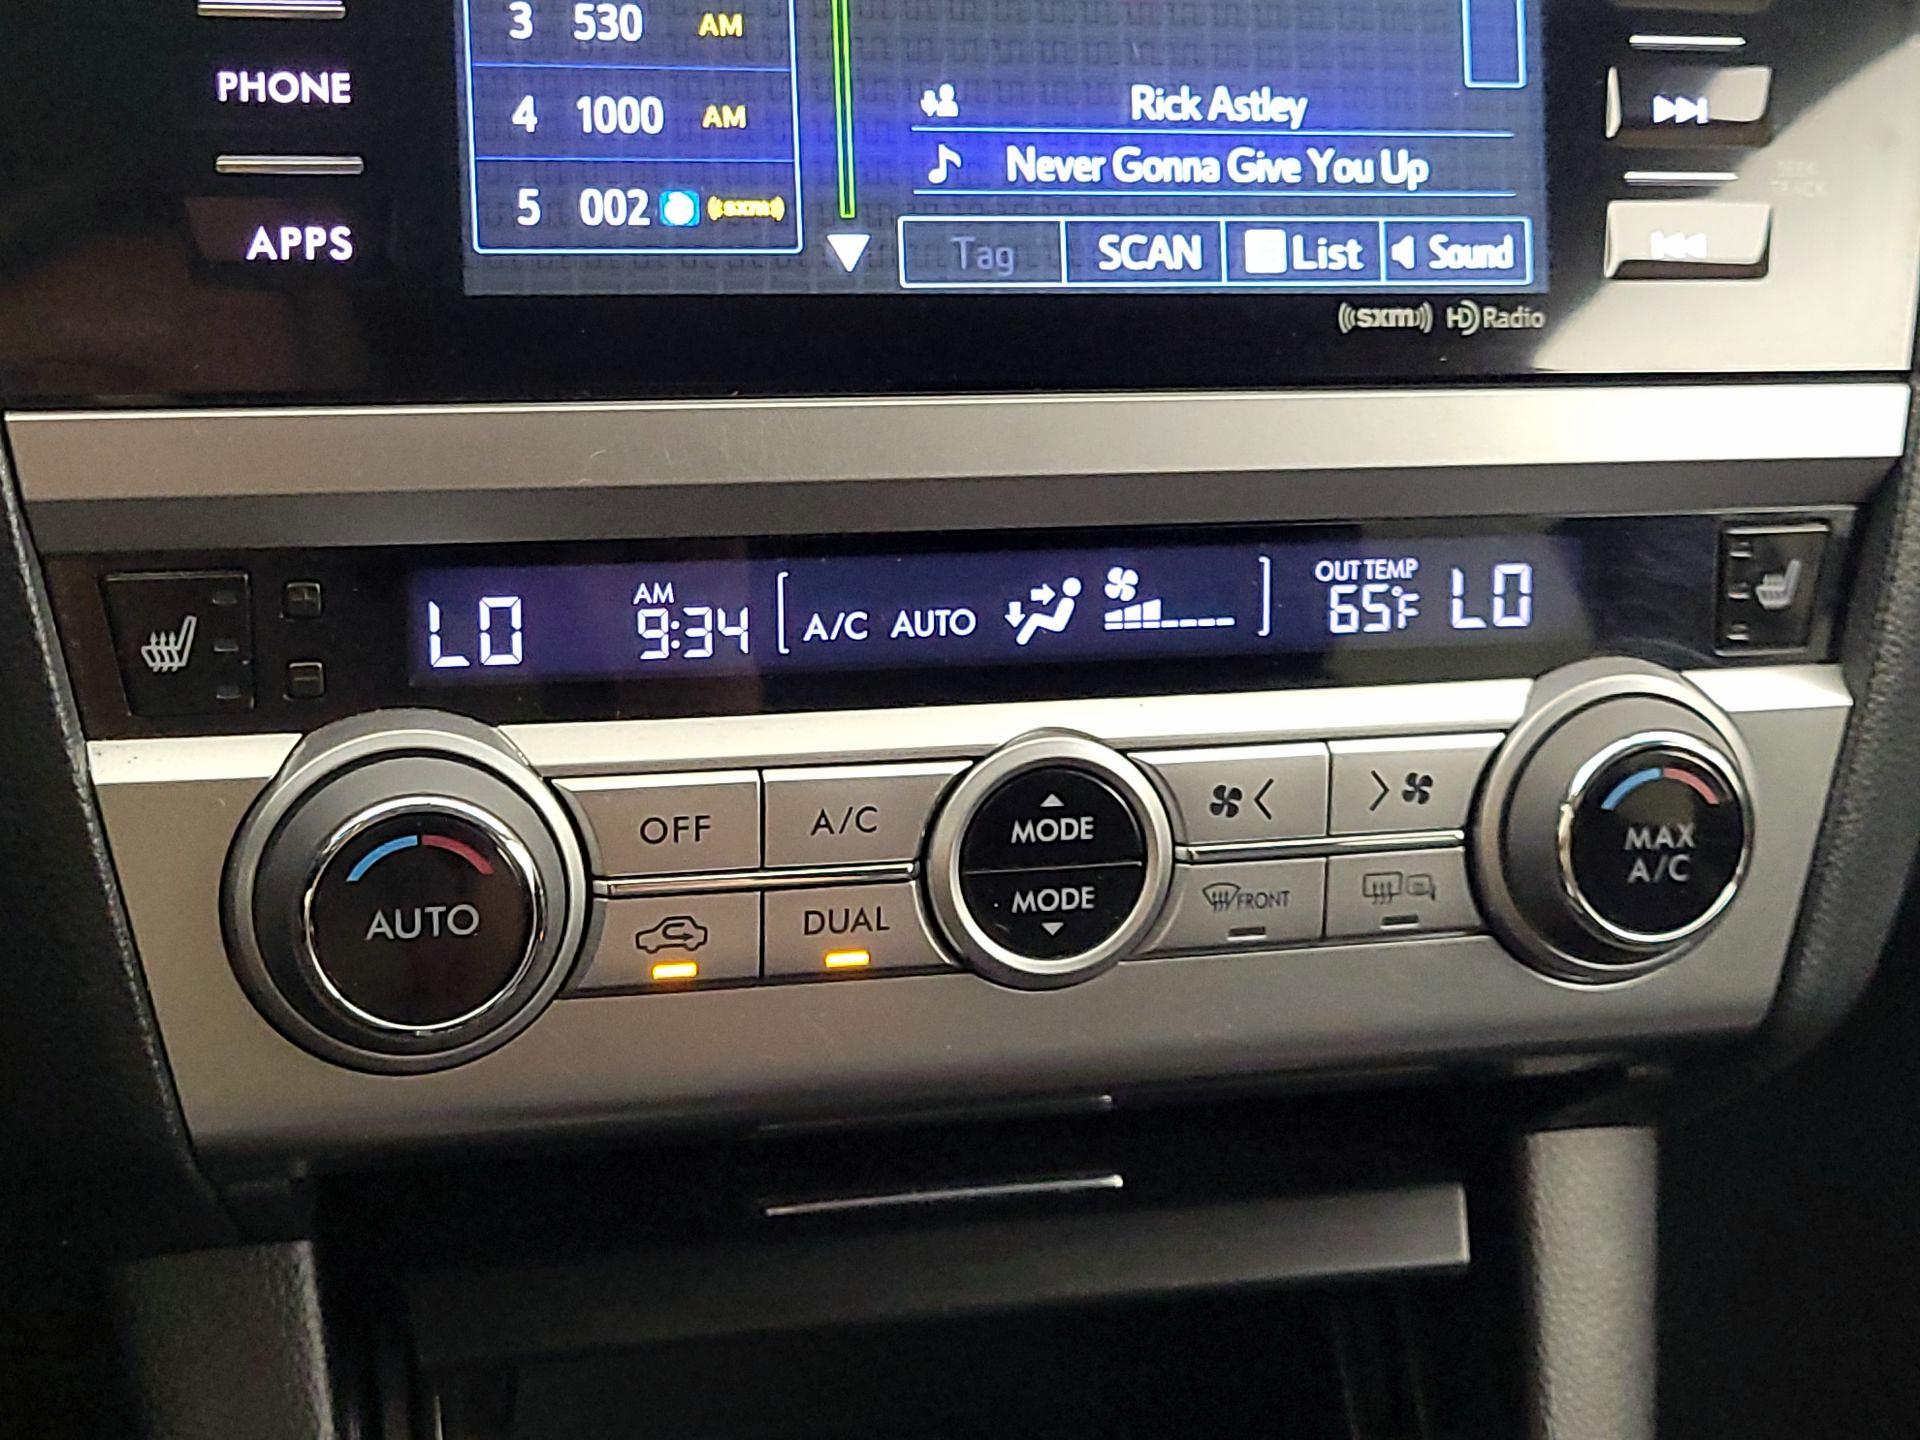 PHONE
APPS
3 530 AM
4 1000 AM
5 002 ((sxm))
Rick Astley
Never Gonna Give You Up
Tag SCAN List Sound
SEEK
TRACK
((sxm)) HD Radio
LO AM 9:34 [ A/C AUTO ] OUT TEMP 65°F LO
AUTO
OFF A/C
DUAL
MODE
MODE
FRONT
MAX
A/C